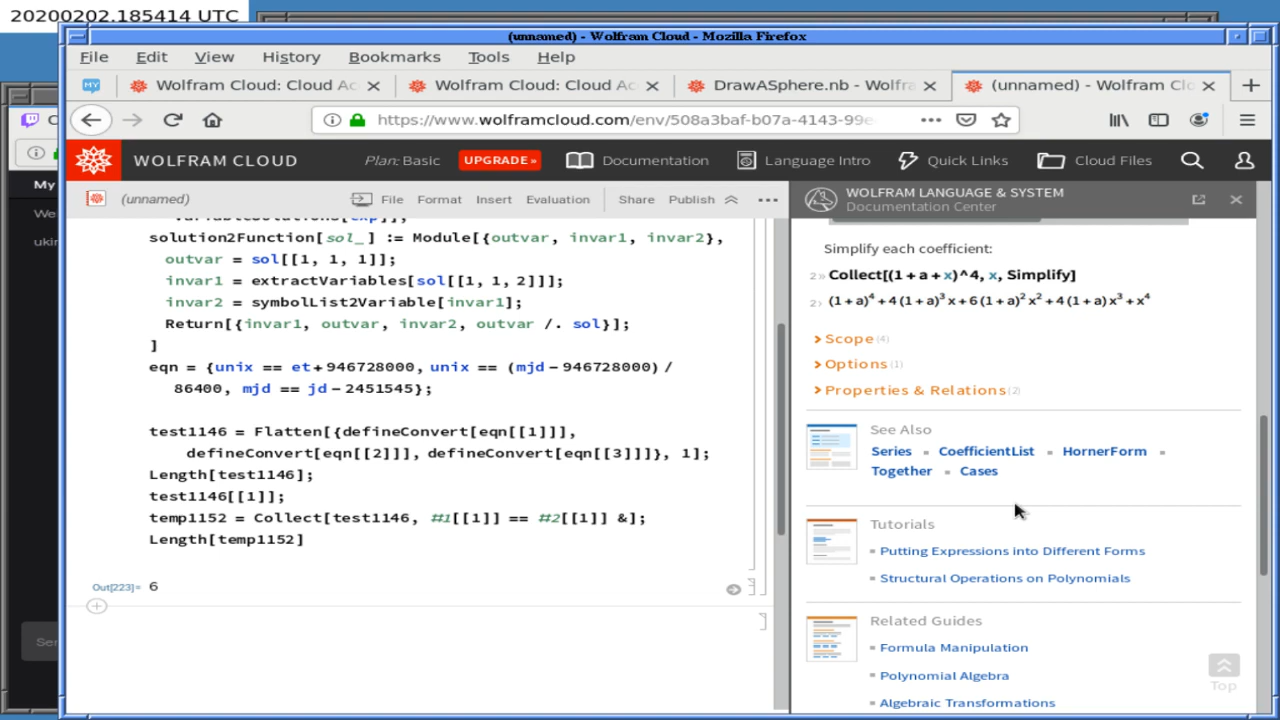 20200202.185414 UTC
(unnamed) - Wolfram Cloud - Mozilla Firefox
File Edit View History Bookmarks Tools Help
MY Wolfram Cloud: Cloud Ac Wolfram Cloud: Cloud Ac DrawASphere.nb - Wolfra (unnamed) - Wolfram Clo
https://www.wolframcloud.com/env/508a3baf-b07a-4143-99e
WOLFRAM CLOUD Plan: Basic UPGRADE » Documentation Language Intro Quick Links Cloud Files
My
We
ukin
Sen
(unnamed) File Format Insert Evaluation Share Publish
variableSolutions[exp]];
solution2Function[sol_] := Module[{outvar, invar1, invar2},
outvar = sol[[1, 1, 1]];
invar1 = extractVariables[sol[[1, 1, 2]]];
invar2 = symbolList2Variable[invar1];
Return[{invar1, outvar, invar2, outvar /. sol}];
]
eqn = {unix == et+946728000, unix == (mjd-946728000)/
86400, mjd == jd-2451545};
test1146 = Flatten[{defineConvert[eqn[[1]]],
defineConvert[eqn[[2]]], defineConvert[eqn[[3]]]}, 1];
Length[test1146];
test1146[[1]];
temp1152 = Collect[test1146, #1[[1]] == #2[[1]] &];
Length[temp1152]
Out[223]= 6
WOLFRAM LANGUAGE & SYSTEM
Documentation Center
Simplify each coefficient:
2» Collect[(1 + a + x)^4, x, Simplify]
2) (1 + a)⁴ + 4 (1 + a)³ x + 6 (1 + a)² x² + 4 (1 + a) x³ + x⁴
Scope (4)
Options (1)
Properties & Relations (2)
See Also
Series ▪ CoefficientList ▪ HornerForm ▪
Together ▪ Cases
Tutorials
▪ Putting Expressions into Different Forms
▪ Structural Operations on Polynomials
Related Guides
▪ Formula Manipulation
▪ Polynomial Algebra
▪ Algebraic Transformations
Top